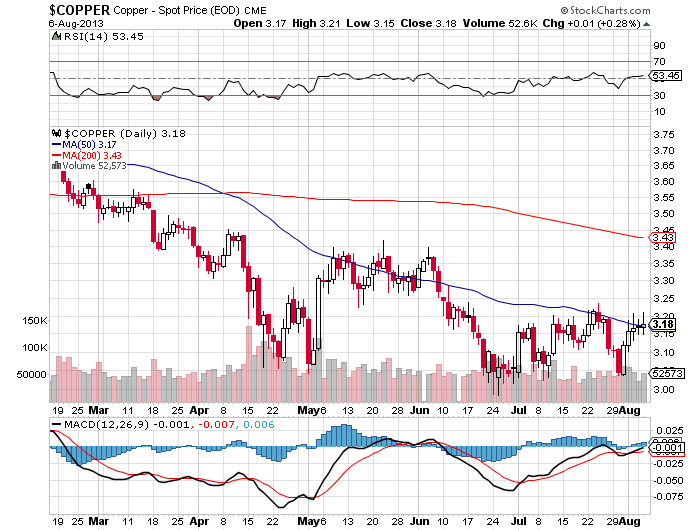 $COPPER Copper - Spot Price (EOD) CME © StockCharts.com
6-Aug-2013 Open 3.17 High 3.21 Low 3.15 Close 3.18 Volume 52.6K Chg +0.01 (+0.28%)
RSI(14) 53.45
90
70
53.45
30
10
$COPPER (Daily) 3.18
MA(50) 3.17
MA(200) 3.43
Volume 52,573
3.75
3.70
3.65
3.60
3.55
3.50
3.45
3.43
3.40
3.35
3.30
3.25
3.20
3.18
3.10
3.05
3.00
150K
100K
50000
52573
19 25 Mar 11 18 25 Apr 8 15 22 May 6 13 20 Jun 10 17 24 Jul 8 15 22 29 Aug
MACD(12,26,9) -0.001, -0.007, 0.006
0.025
-0.001
-0.025
-0.050
-0.075
19 25 Mar 11 18 25 Apr 8 15 22 May 6 13 20 Jun 10 17 24 Jul 8 15 22 29 Aug